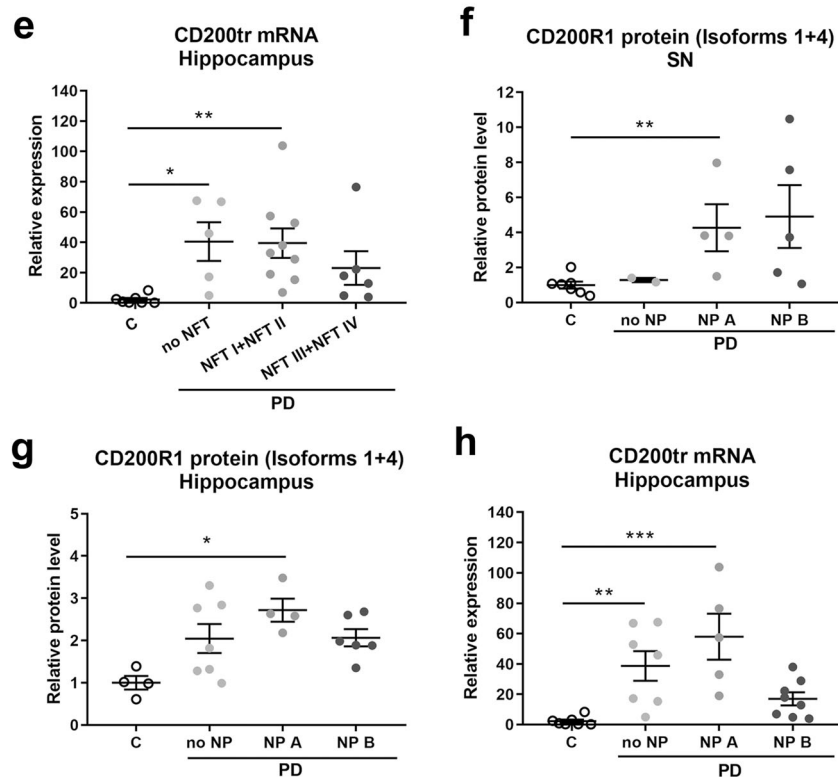 e
CD200tr mRNA
Hippocampus
Relative expression
140
120
100
80
60
40
20
0
**
*
C
no NFT
NFT I+NFT II
NFT III+NFT IV
PD
f
CD200R1 protein (Isoforms 1+4)
SN
Relative protein level
12
10
8
6
4
2
0
**
C
no NP
NP A
NP B
PD
g
CD200R1 protein (Isoforms 1+4)
Hippocampus
Relative protein level
5
4
3
2
1
0
*
C
no NP
NP A
NP B
PD
h
CD200tr mRNA
Hippocampus
Relative expression
140
120
100
80
60
40
20
0
***
**
C
no NP
NP A
NP B
PD